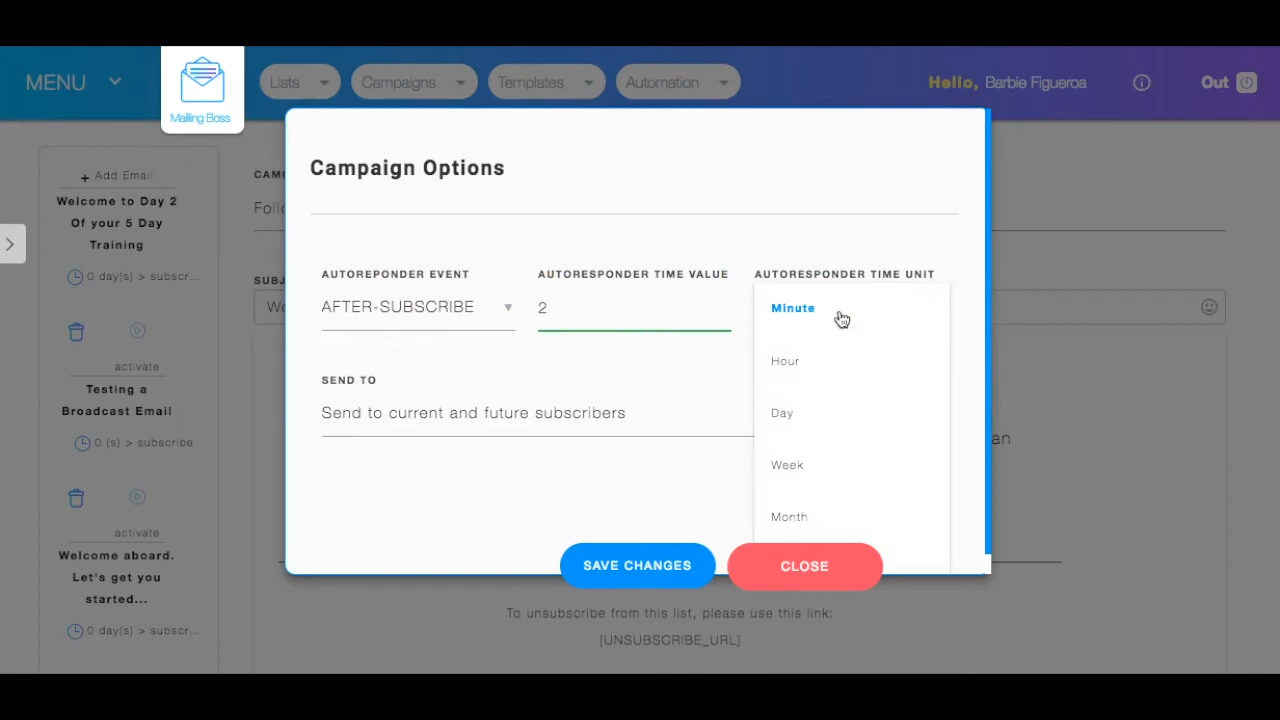 MENU
Mailing Boss
Lists
Campaigns
Templates
Automation
Hello, Barbie Figueroa
Out
+ Add Email
Welcome to Day 2
Of your 5 Day
Training
0 day(s) > subscr...
activate
Testing a
Broadcast Email
0 (s) > subscribe
activate
Welcome aboard.
Let's get you
started...
0 day(s) > subscr...
Campaign Options
AUTOREPONDER EVENT
AFTER-SUBSCRIBE
AUTORESPONDER TIME VALUE
2
AUTORESPONDER TIME UNIT
Minute
Hour
Day
Week
Month
SEND TO
Send to current and future subscribers
SAVE CHANGES
CLOSE
To unsubscribe from this list, please use this link:
[UNSUBSCRIBE_URL]